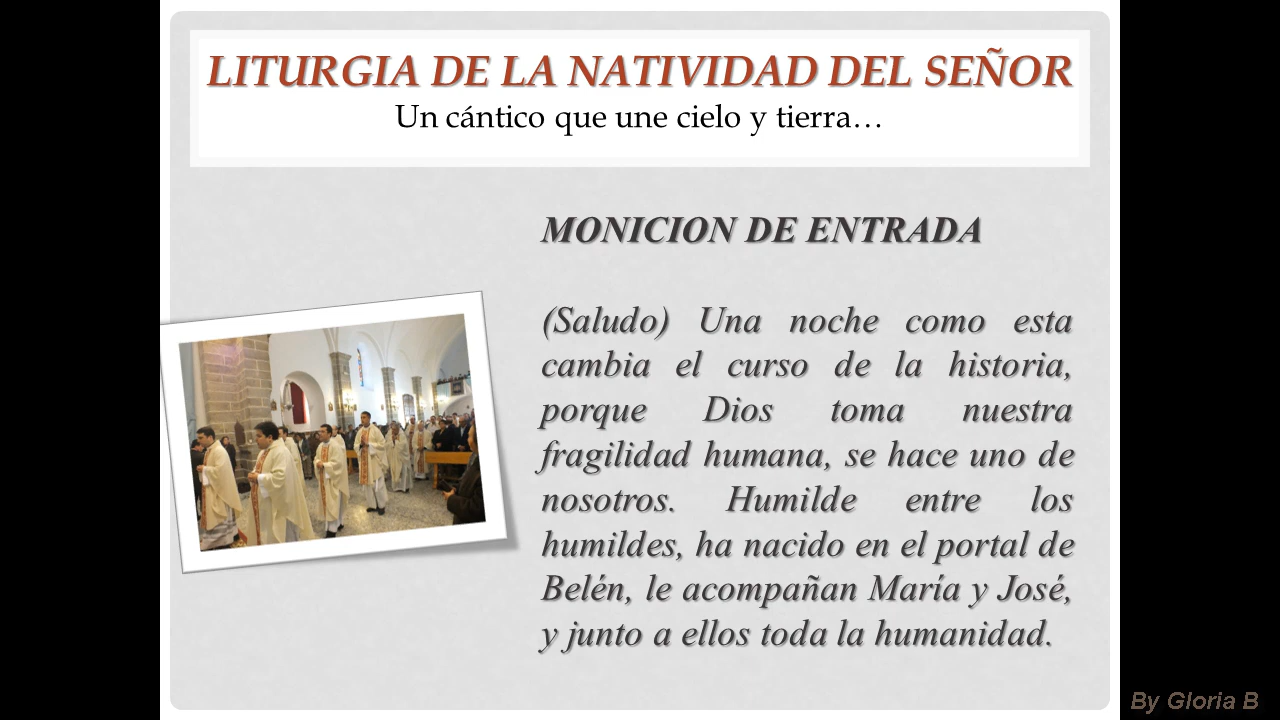 LITURGIA DE LA NATIVIDAD DEL SEÑOR
Un cántico que une cielo y tierra…
MONICION DE ENTRADA
(Saludo) Una noche como esta
cambia el curso de la historia,
porque Dios toma nuestra
fragilidad humana, se hace uno de
nosotros. Humilde entre los
humildes, ha nacido en el portal de
Belén, le acompañan María y José,
y junto a ellos toda la humanidad.
By Gloria B